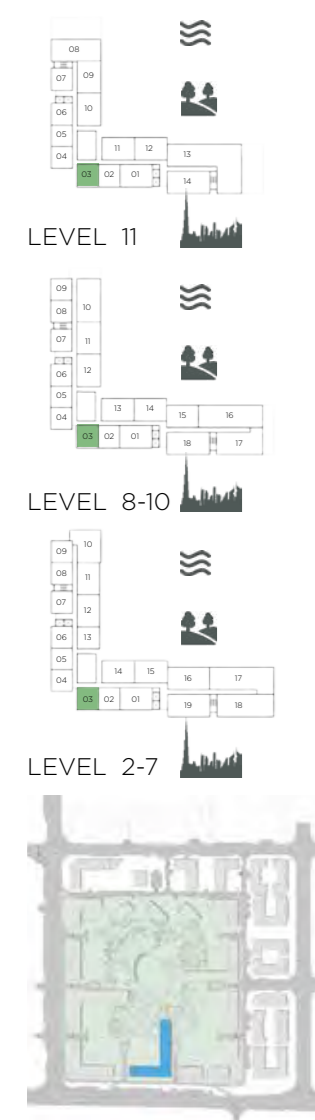 08
07 09
06 10
05 11 12 13
04 03 02 01 14
LEVEL 11
09
08 10
07 11
06 12
05 13 14 15 16
04 03 02 01 18 17
LEVEL 8-10
10
09
08 11
07 12
06 13
05 14 15 16 17
04 03 02 01 19 18
LEVEL 2-7